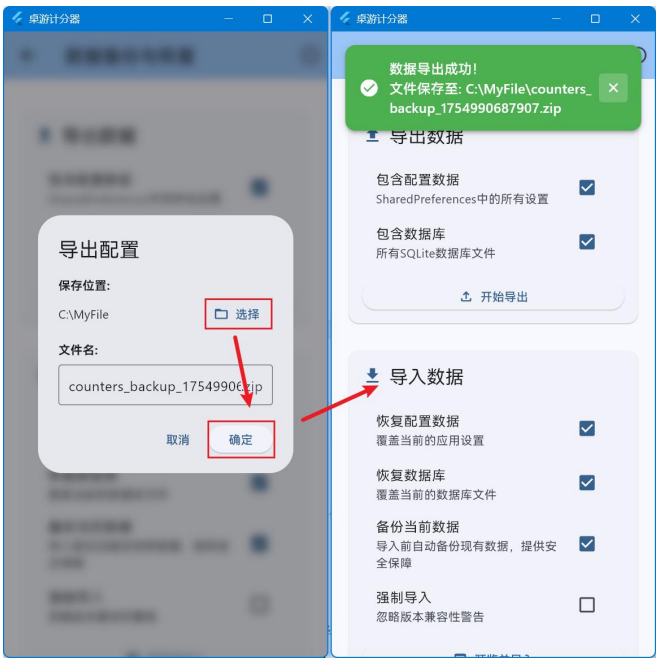 桌游计分器
导出配置
保存位置:
C:\MyFile
选择
文件名:
counters_backup_17549906.zip
取消
确定
桌游计分器
数据导出成功!
文件保存至: C:\MyFile\counters_
backup_1754990687907.zip
导出数据
包含配置数据
SharedPreferences中的所有设置
包含数据库
所有SQLite数据库文件
开始导出
导入数据
恢复配置数据
覆盖当前的应用设置
恢复数据库
覆盖当前的数据库文件
备份当前数据
导入前自动备份现有数据，提供安
全保障
强制导入
忽略版本兼容性警告